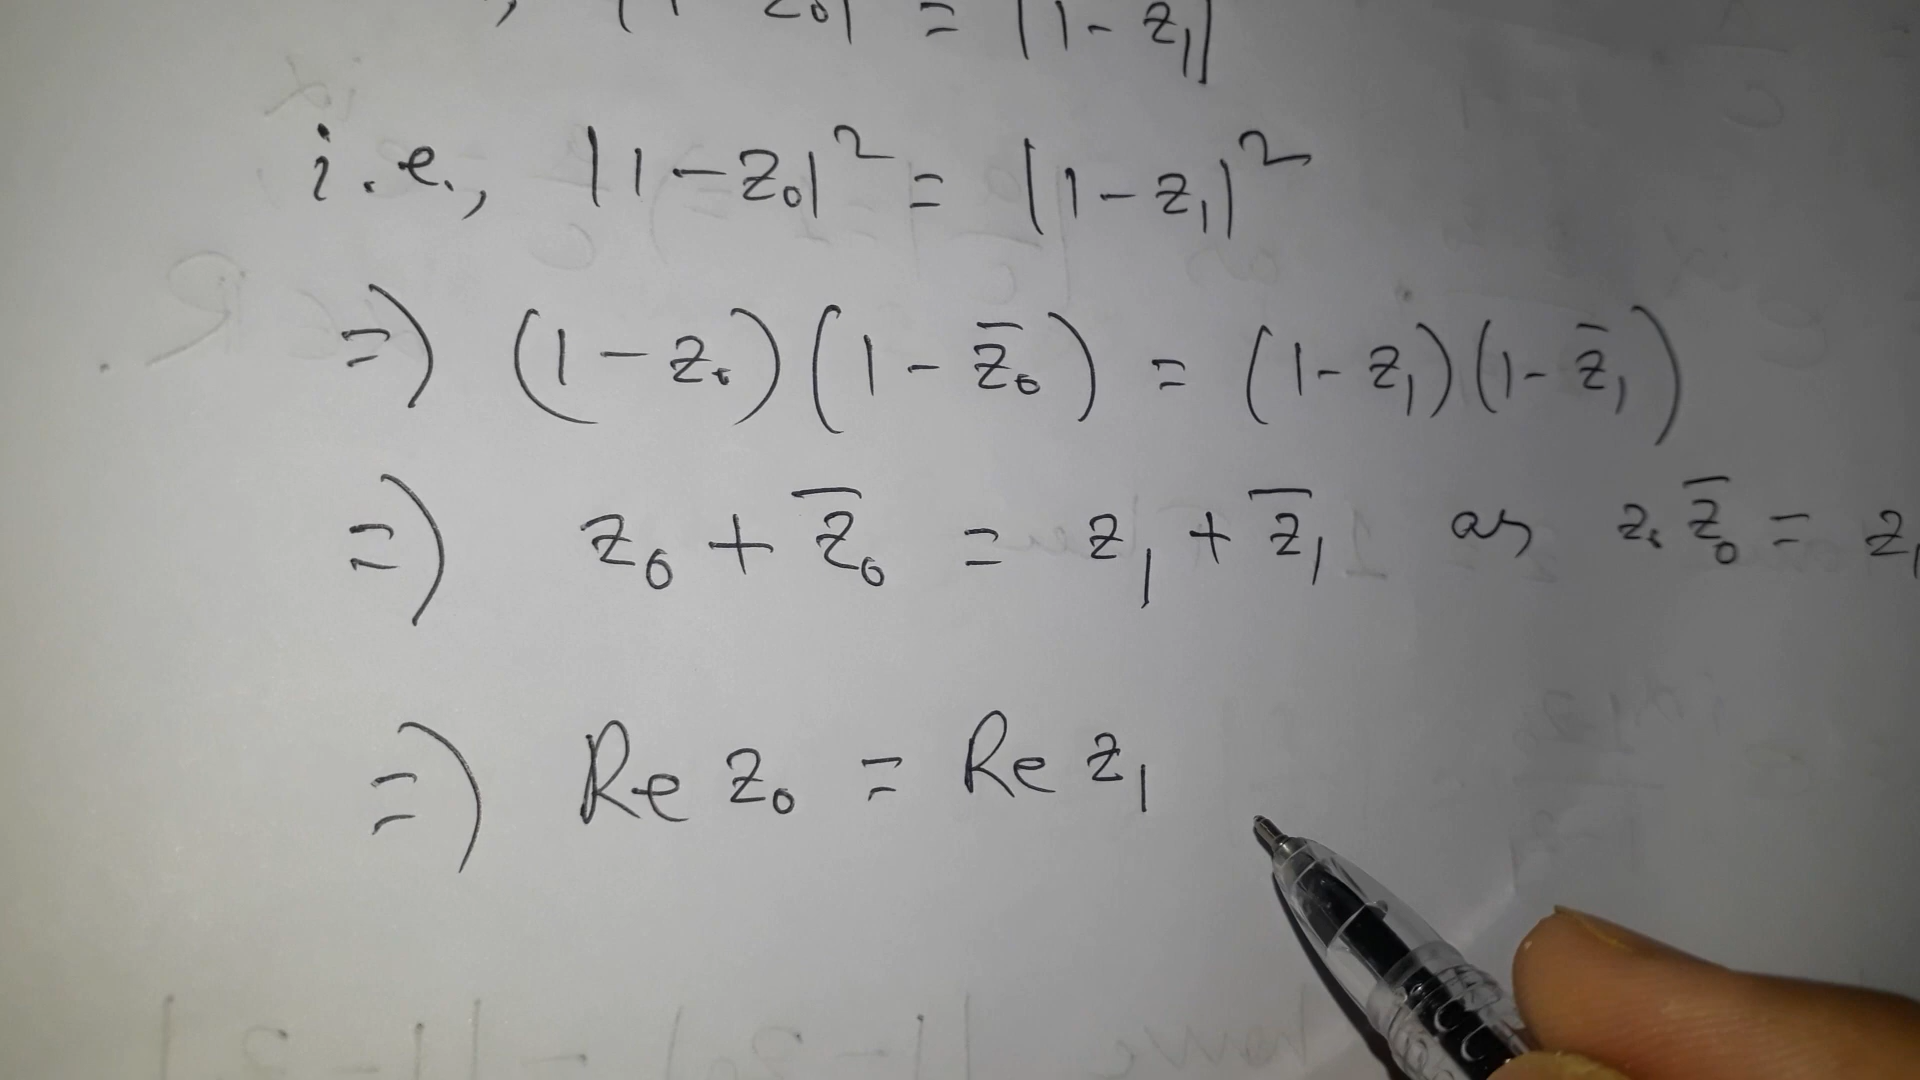 |1 - z₀| = |1 - z₁|
i.e., |1 - z₀|² = |1 - z₁|²
=> (1 - z₀)(1 - z̄₀) = (1 - z₁)(1 - z̄₁)
=> z₀ + z̄₀ = z₁ + z̄₁ as z₀ z̄₀ = z₁
=> Re z₀ = Re z₁